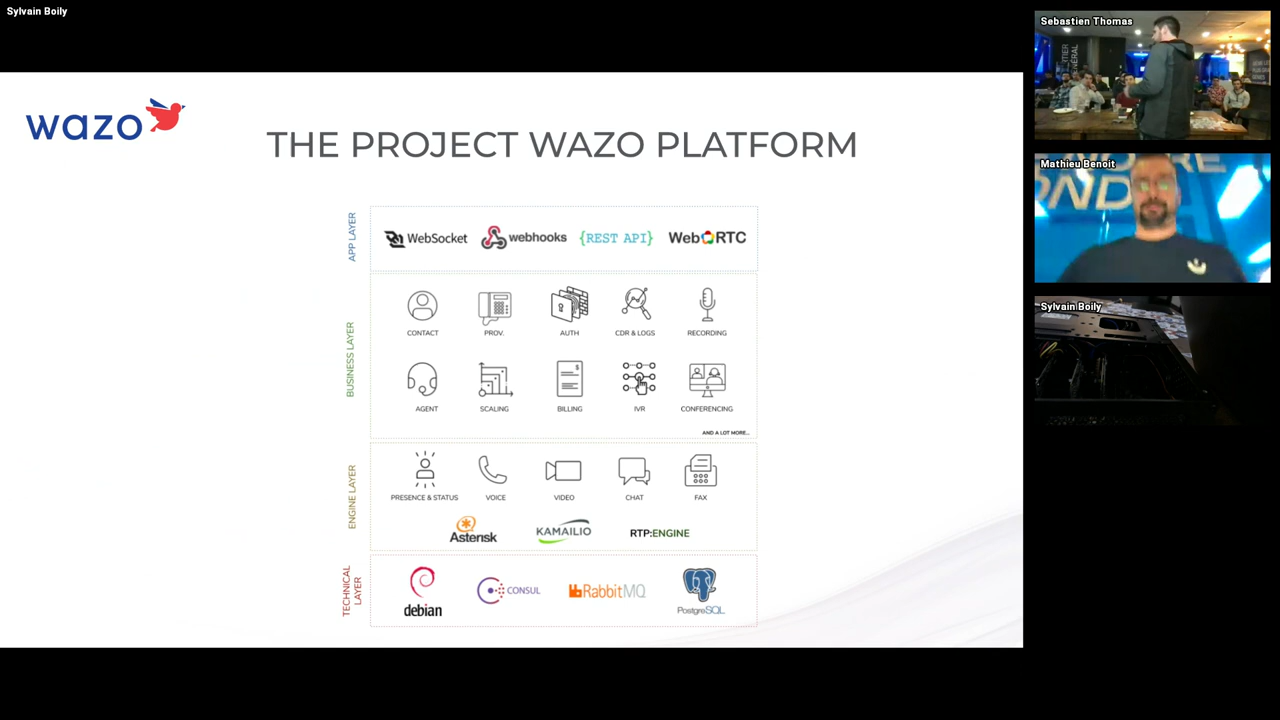 Sylvain Boily
wazo
THE PROJECT WAZO PLATFORM
APP LAYER
WebSocket webhooks {REST API} WebRTC
BUSINESS LAYER
CONTACT PROV. AUTH CDR & LOGS RECORDING
AGENT SCALING BILLING IVR CONFERENCING
AND A LOT MORE...
ENGINE LAYER
PRESENCE & STATUS VOICE VIDEO CHAT FAX
Asterisk KAMAILIO RTP:ENGINE
TECHNICAL
LAYER
debian CONSUL RabbitMQ PostgreSQL
Sebastien Thomas
Mathieu Benoit
Sylvain Boily